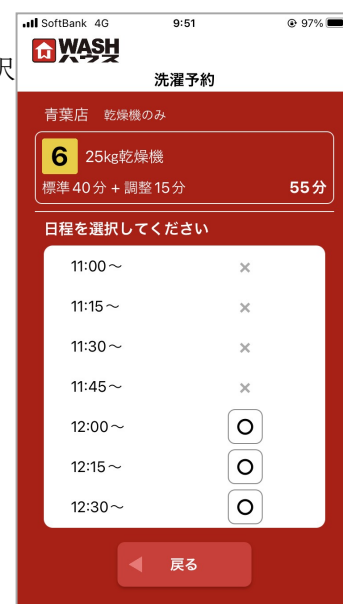 SoftBank 4G 9:51 97%
WASH
ハウス
択
洗濯予約
青葉店 乾燥機のみ
6 25kg乾燥機
標準40分+調整15分 55分
日程を選択してください
11:00～ ×
11:15～ ×
11:30～ ×
11:45～ ×
12:00～ ○
12:15～ ○
12:30～ ○
戻る